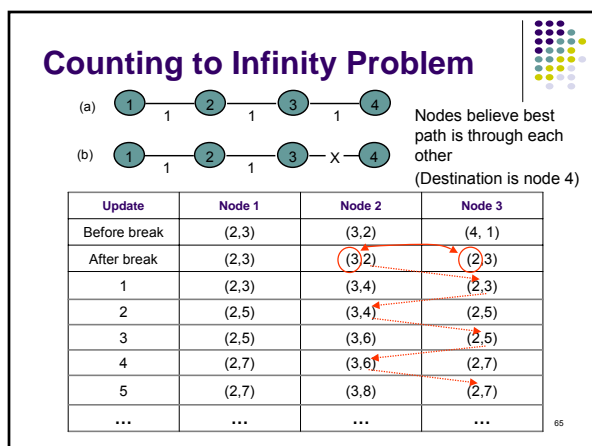 Counting to Infinity Problem
(a) 1 2 3 4
1 1 1
(b) 1 2 3 X 4
1 1
Nodes believe best
path is through each
other
(Destination is node 4)
Update Node 1 Node 2 Node 3
Before break (2,3) (3,2) (4, 1)
After break (2,3) (3,2) (2,3)
1 (2,3) (3,4) (2,3)
2 (2,5) (3,4) (2,5)
3 (2,5) (3,6) (2,5)
4 (2,7) (3,6) (2,7)
5 (2,7) (3,8) (2,7)
… … … …
65